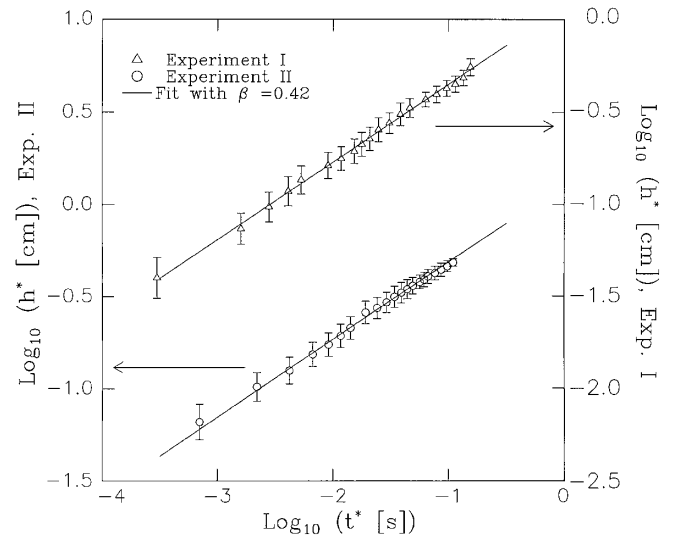 △ Experiment I
○ Experiment II
— Fit with β =0.42
1.0
0.5
0.0
−0.5
−1.0
−1.5
Log₁₀ (h* [cm]), Exp. II
0.0
−0.5
−1.0
−1.5
−2.0
−2.5
Log₁₀ (h* [cm]), Exp. I
−4 −3 −2 −1 0
Log₁₀ (t* [s])